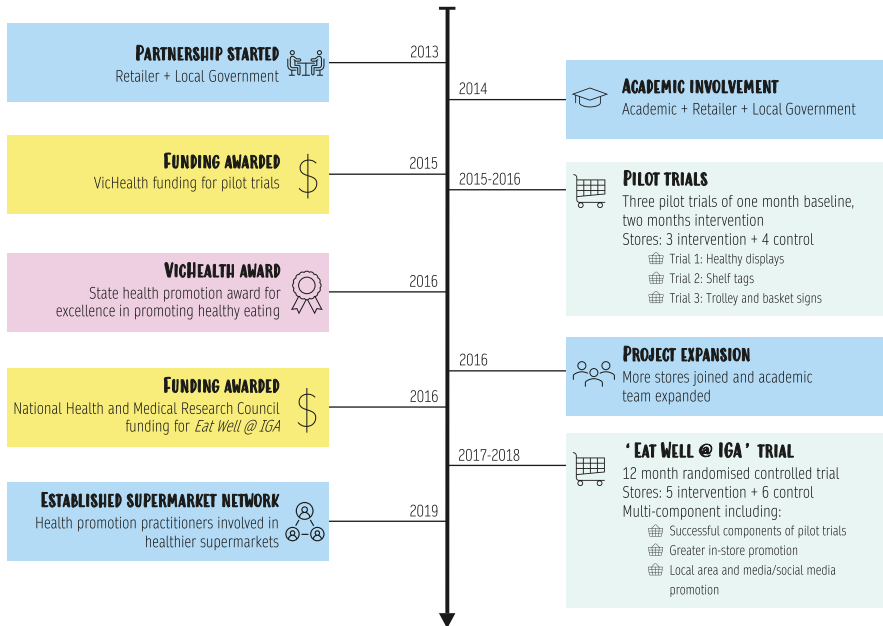 2013
PARTNERSHIP STARTED
Retailer + Local Government
2014
ACADEMIC INVOLVEMENT
Academic + Retailer + Local Government
2015
FUNDING AWARDED
VicHealth funding for pilot trials
2015-2016
PILOT TRIALS
Three pilot trials of one month baseline,
two months intervention
Stores: 3 intervention + 4 control
Trial 1: Healthy displays
Trial 2: Shelf tags
Trial 3: Trolley and basket signs
2016
VICHEALTH AWARD
State health promotion award for
excellence in promoting healthy eating
2016
PROJECT EXPANSION
More stores joined and academic
team expanded
2016
FUNDING AWARDED
National Health and Medical Research Council
funding for Eat Well @ IGA
2017-2018
'EAT WELL @ IGA' TRIAL
12 month randomised controlled trial
Stores: 5 intervention + 6 control
Multi-component including:
Successful components of pilot trials
Greater in-store promotion
Local area and media/social media
promotion
2019
ESTABLISHED SUPERMARKET NETWORK
Health promotion practitioners involved in
healthier supermarkets